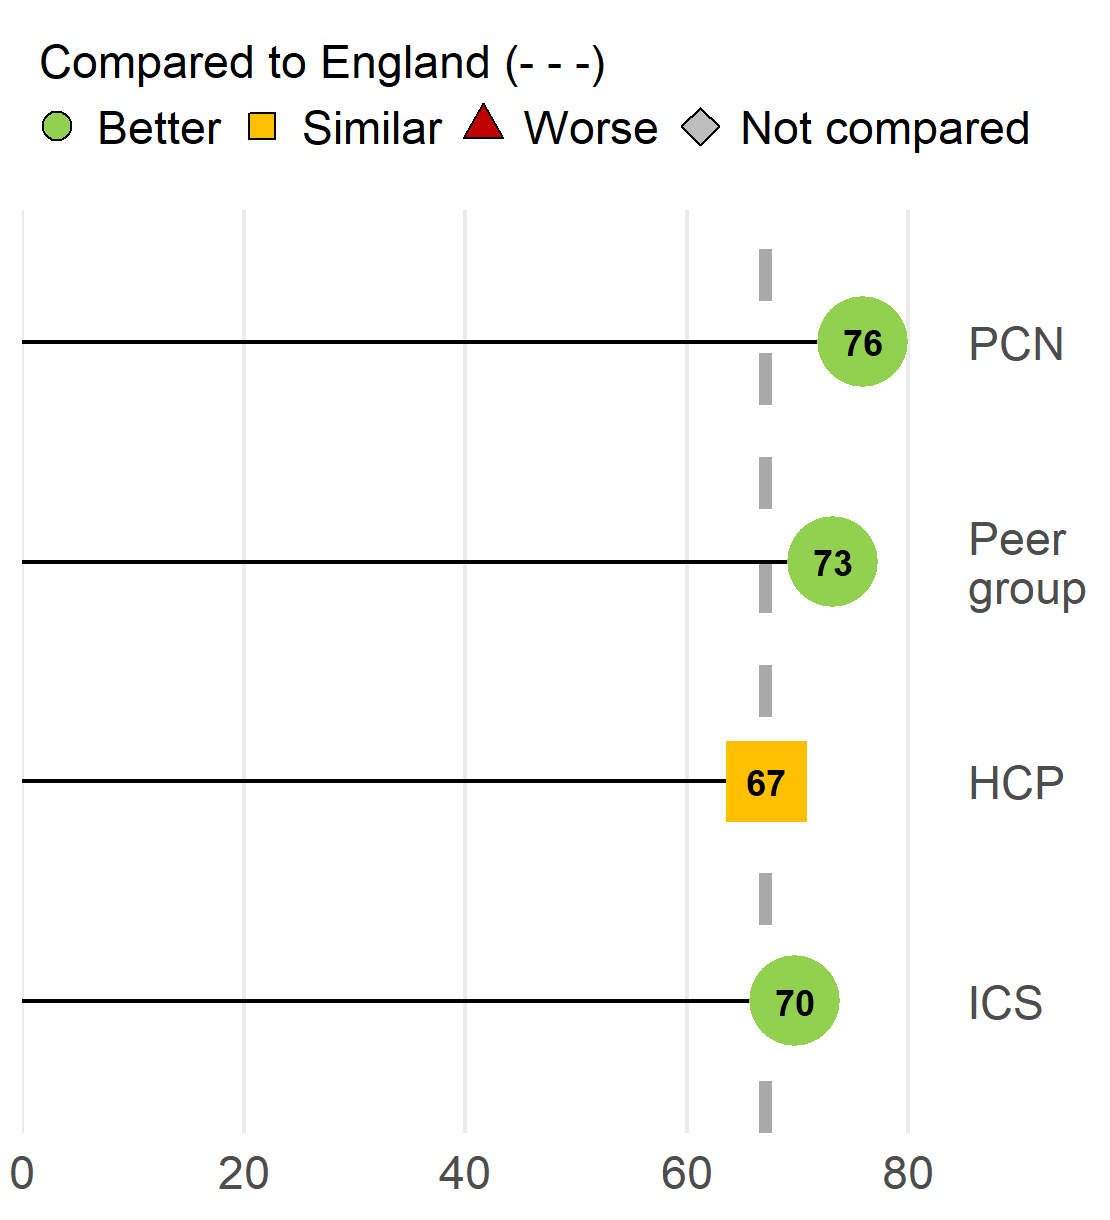 Compared to England (- - -)
Better Similar Worse Not compared
76 PCN
73 Peer group
67 HCP
70 ICS
0 20 40 60 80